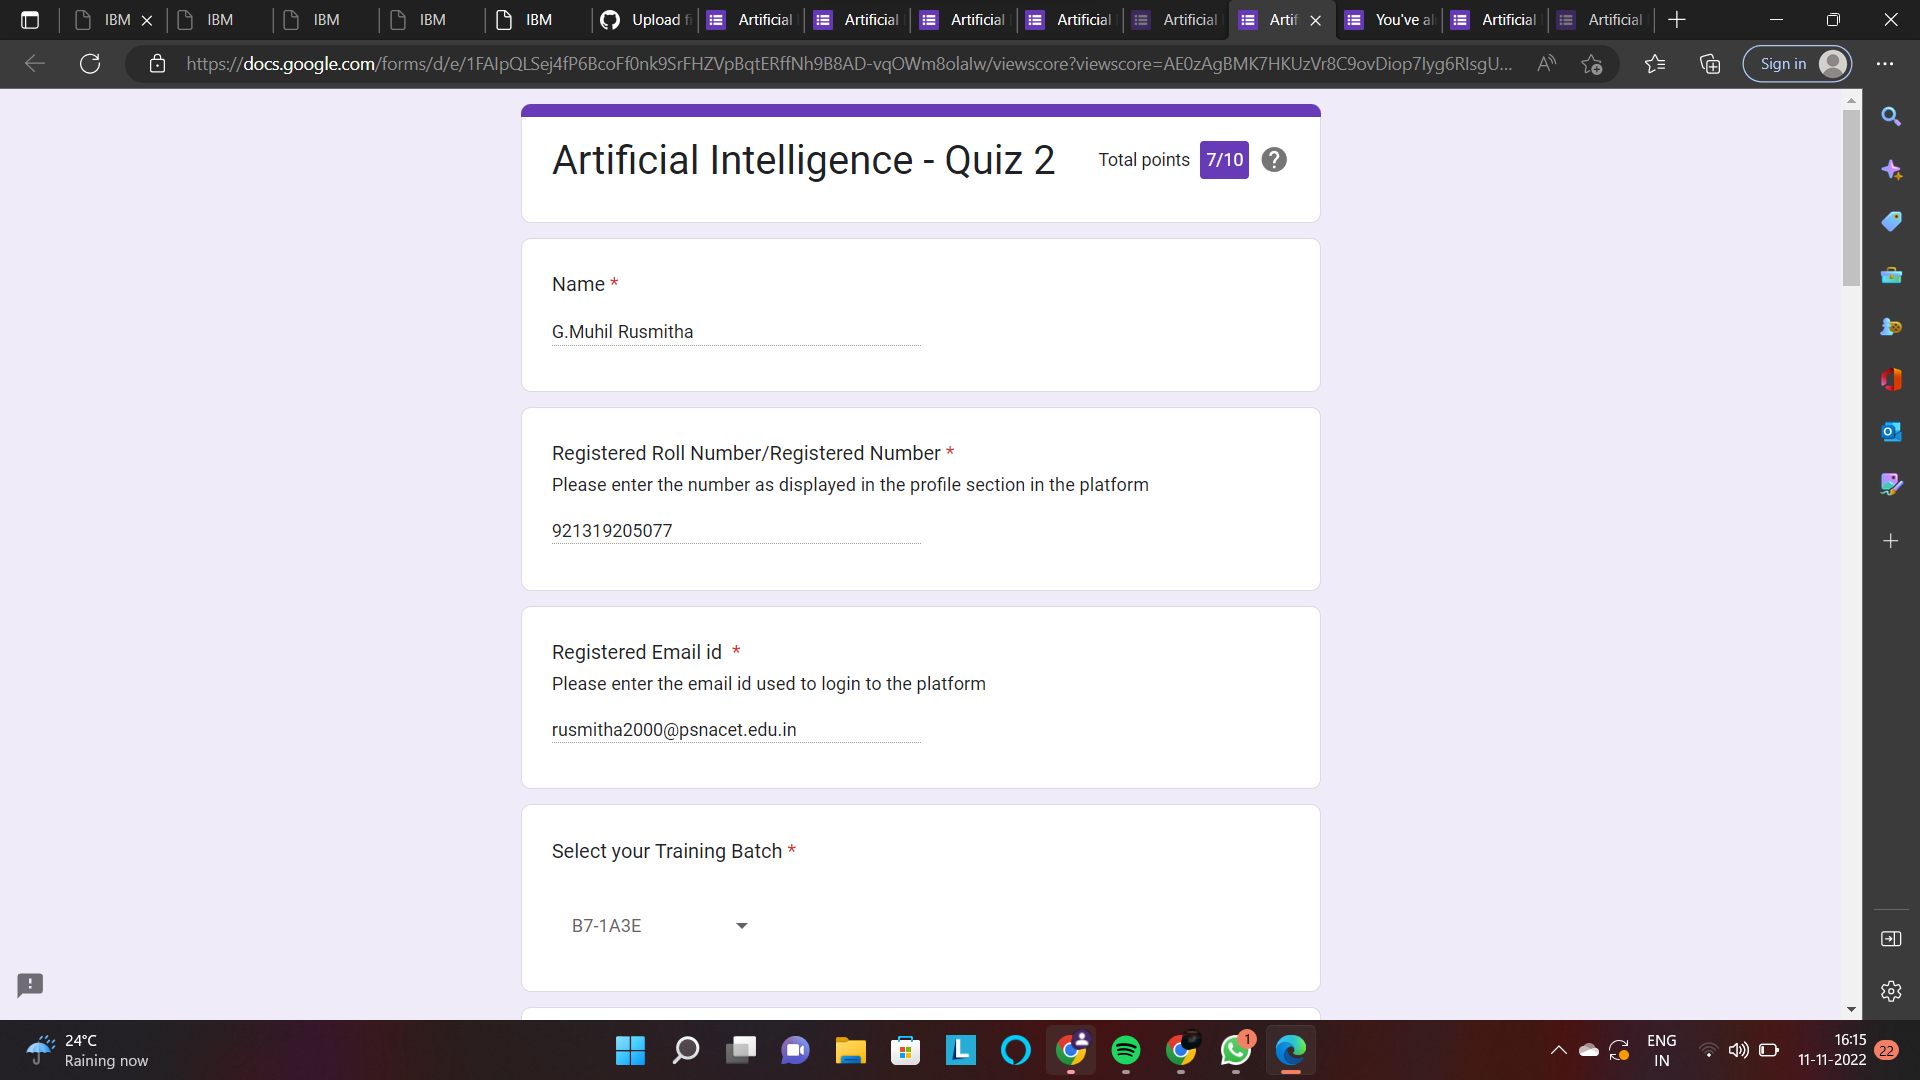 IBM
IBM
IBM
IBM
IBM
Upload fi
Artificial
Artificial
Artificial
Artificial
Artificial
Artif
You've al
Artificial
Artificial
https://docs.google.com/forms/d/e/1FAIpQLSej4fP6BcoFf0nk9SrFHZVpBqtERffNh9B8AD-vqOWm8olaIw/viewscore?viewscore=AE0zAgBMK7HKUzVr8C9ovDiop7Iyg6RIsgU...
Sign in
Artificial Intelligence - Quiz 2
Total points 7/10
Name *
G.Muhil Rusmitha
Registered Roll Number/Registered Number *
Please enter the number as displayed in the profile section in the platform
921319205077
Registered Email id *
Please enter the email id used to login to the platform
rusmitha2000@psnacet.edu.in
Select your Training Batch *
B7-1A3E
24°C
Raining now
L
1
ENG
IN
16:15
11-11-2022
22